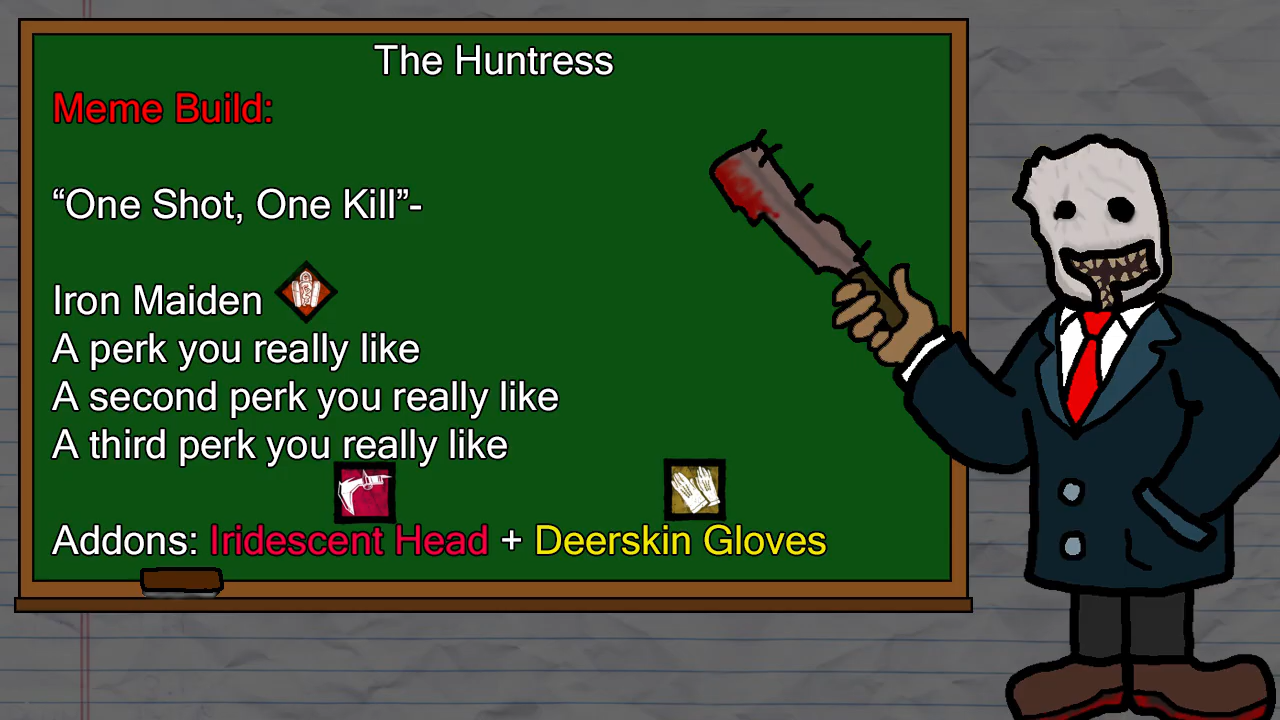 The Huntress
Meme Build:
“One Shot, One Kill”-
Iron Maiden
A perk you really like
A second perk you really like
A third perk you really like
Addons: Iridescent Head + Deerskin Gloves